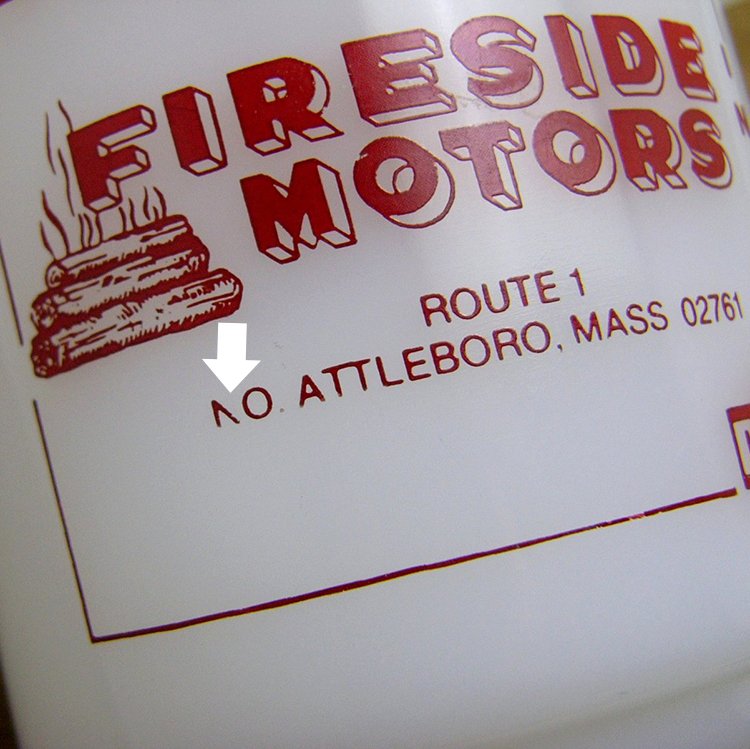 FIRESIDE
MOTORS
ROUTE 1
NO. ATTLEBORO, MASS 02761